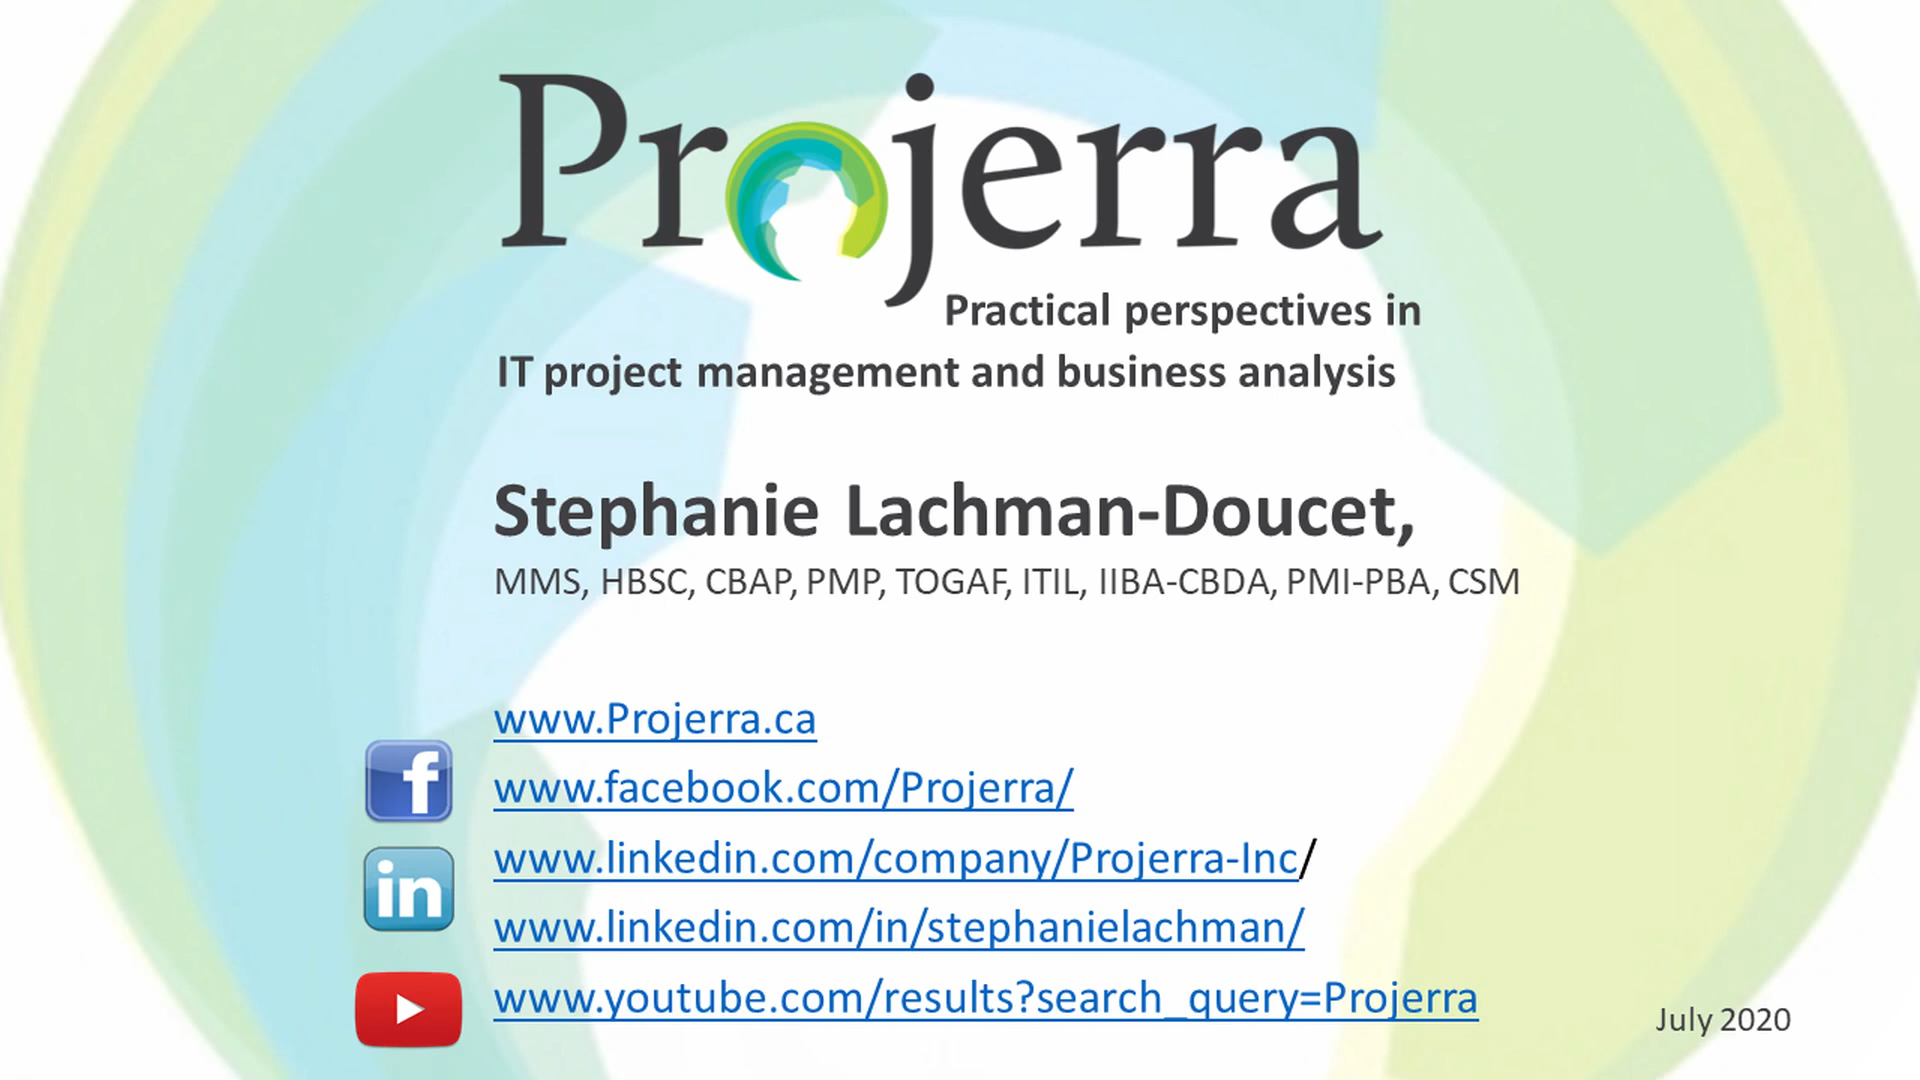 Projerra
Practical perspectives in
IT project management and business analysis
Stephanie Lachman-Doucet,
MMS, HBSC, CBAP, PMP, TOGAF, ITIL, IIBA-CBDA, PMI-PBA, CSM
www.Projerra.ca
f
www.facebook.com/Projerra/
www.linkedin.com/company/Projerra-Inc/
in
www.linkedin.com/in/stephanielachman/
www.youtube.com/results?search_query=Projerra
July 2020